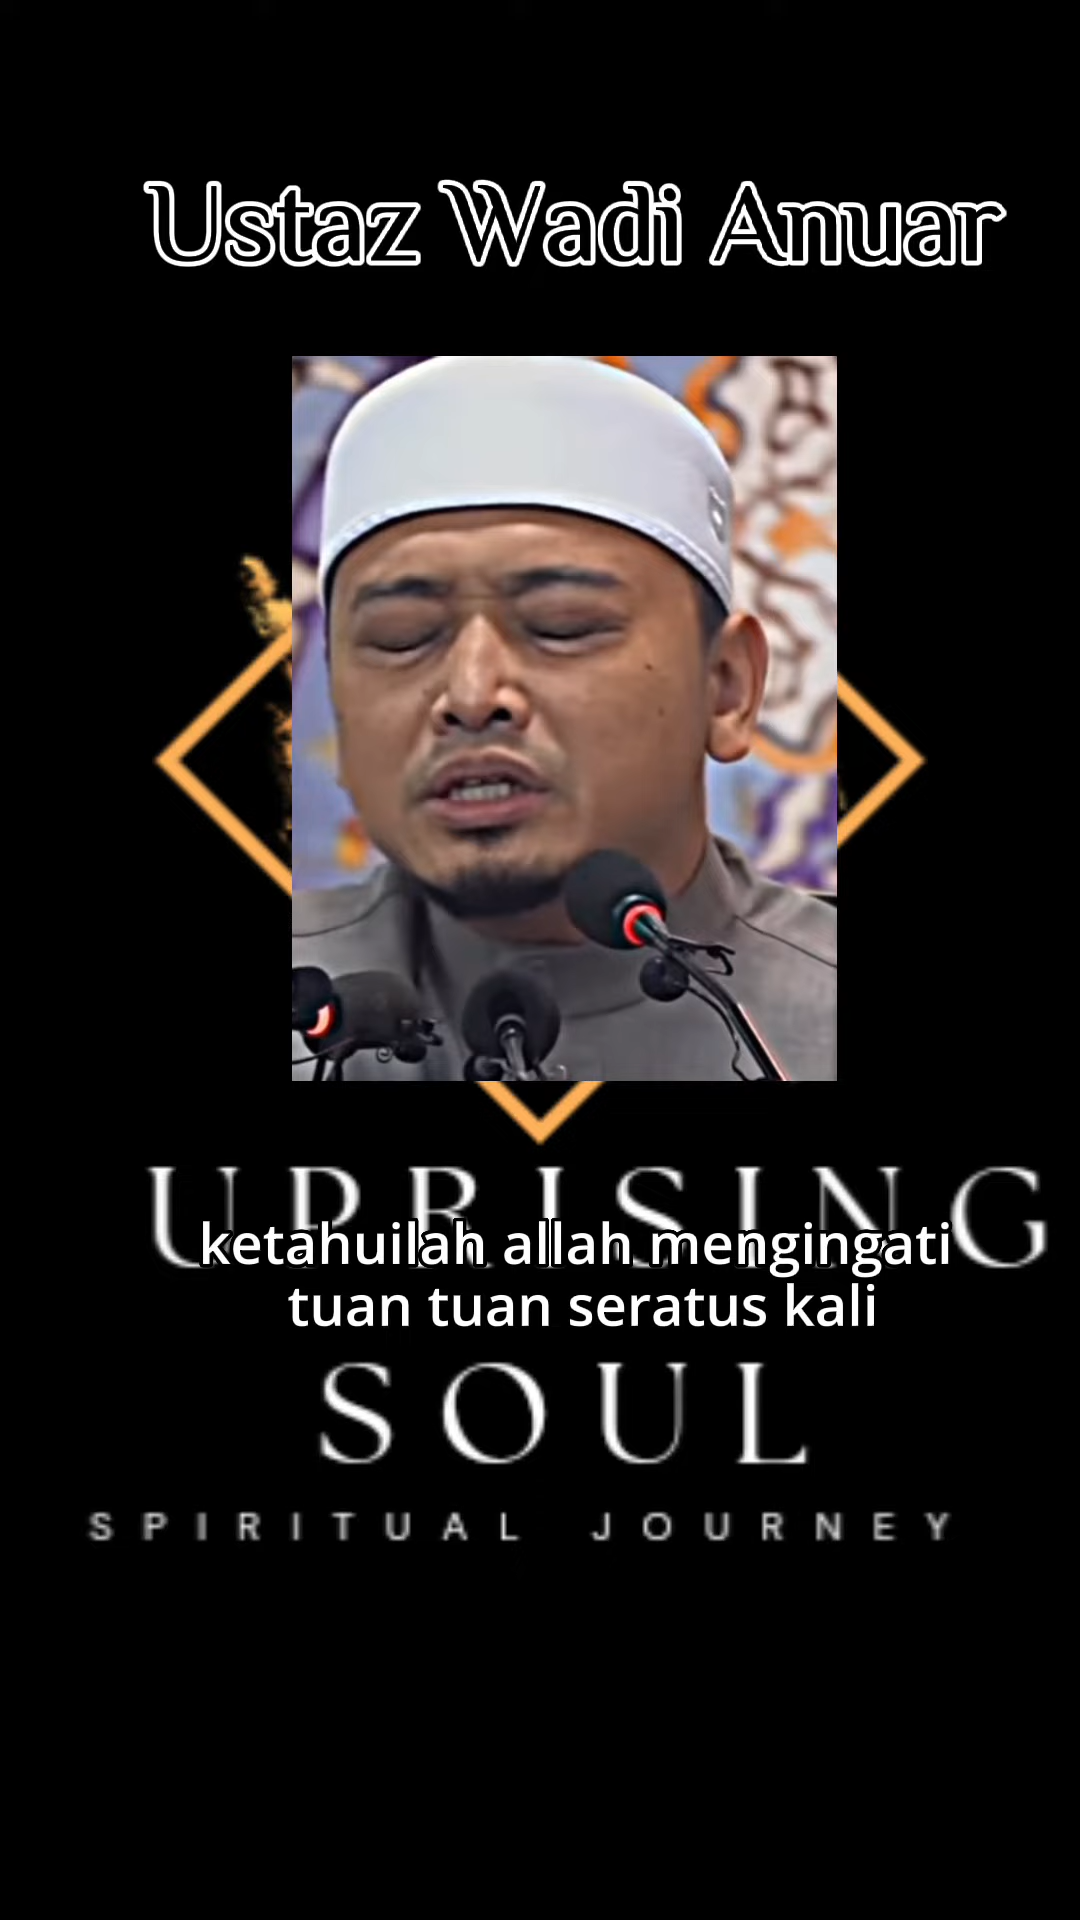 Ustaz Wadi Anuar
UPRISING
ketahuilah allah mengingati
tuan tuan seratus kali
SOUL
SPIRITUAL JOURNEY